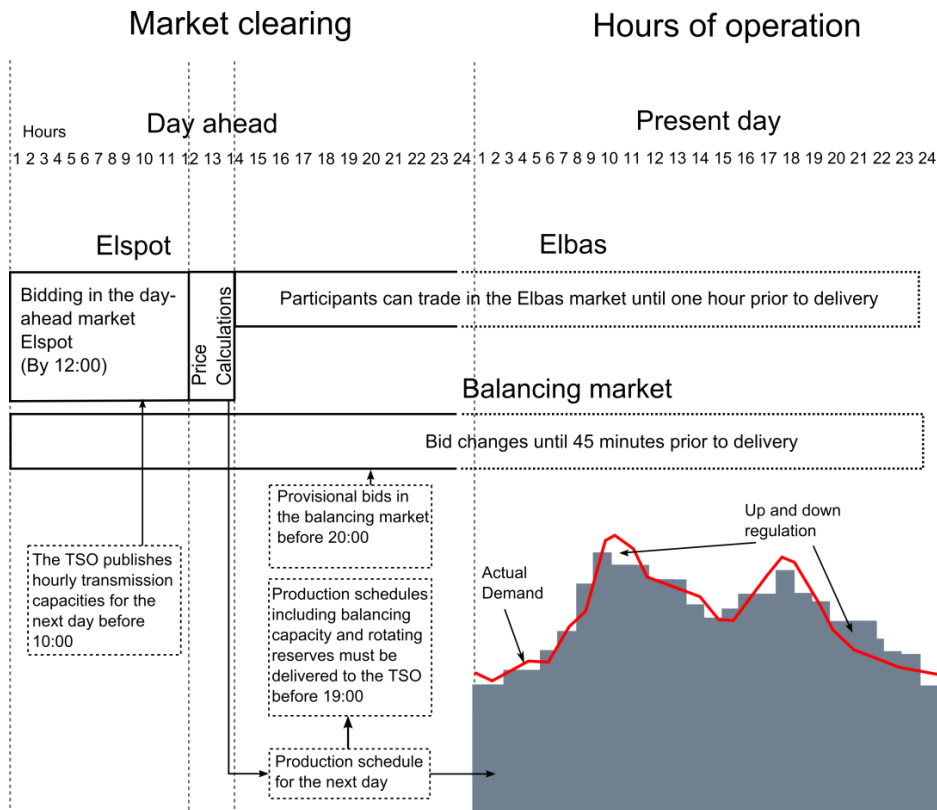 Market clearing
Hours of operation
Hours
Day ahead
Present day
1 2 3 4 5 6 7 8 9 10 11 12 13 14 15 16 17 18 19 20 21 22 23 24 1 2 3 4 5 6 7 8 9 10 11 12 13 14 15 16 17 18 19 20 21 22 23 24
Elspot
Elbas
Bidding in the day-
ahead market
Elspot
(By 12:00)
Price
Calculations
Participants can trade in the Elbas market until one hour prior to delivery
Balancing market
Bid changes until 45 minutes prior to delivery
Provisional bids in
the balancing market
before 20:00
The TSO publishes
hourly transmission
capacities for the
next day before
10:00
Production schedules
including balancing
capacity and rotating
reserves must be
delivered to the TSO
before 19:00
Production schedule
for the next day
Up and down
regulation
Actual
Demand